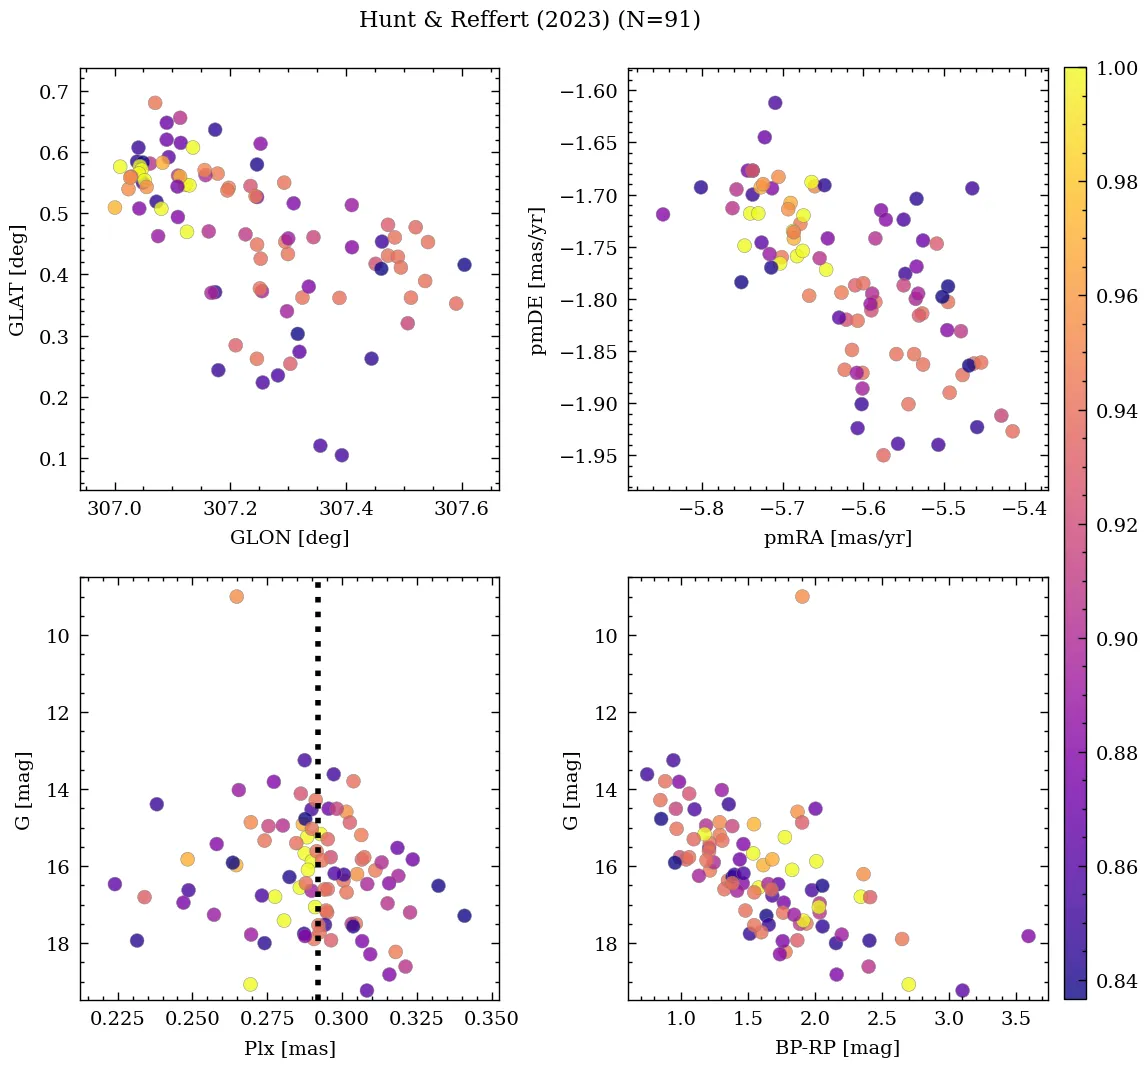 Hunt & Reffert (2023) (N=91)
0.7
0.6
0.5
0.4
0.3
0.2
0.1
GLAT [deg]
307.0 307.2 307.4 307.6
GLON [deg]
−1.60
−1.65
−1.70
−1.75
−1.80
−1.85
−1.90
−1.95
pmDE [mas/yr]
−5.8 −5.7 −5.6 −5.5 −5.4
pmRA [mas/yr]
10
12
14
16
18
G [mag]
0.225 0.250 0.275 0.300 0.325 0.350
Plx [mas]
10
12
14
16
18
G [mag]
1.0 1.5 2.0 2.5 3.0 3.5
BP-RP [mag]
1.00
0.98
0.96
0.94
0.92
0.90
0.88
0.86
0.84